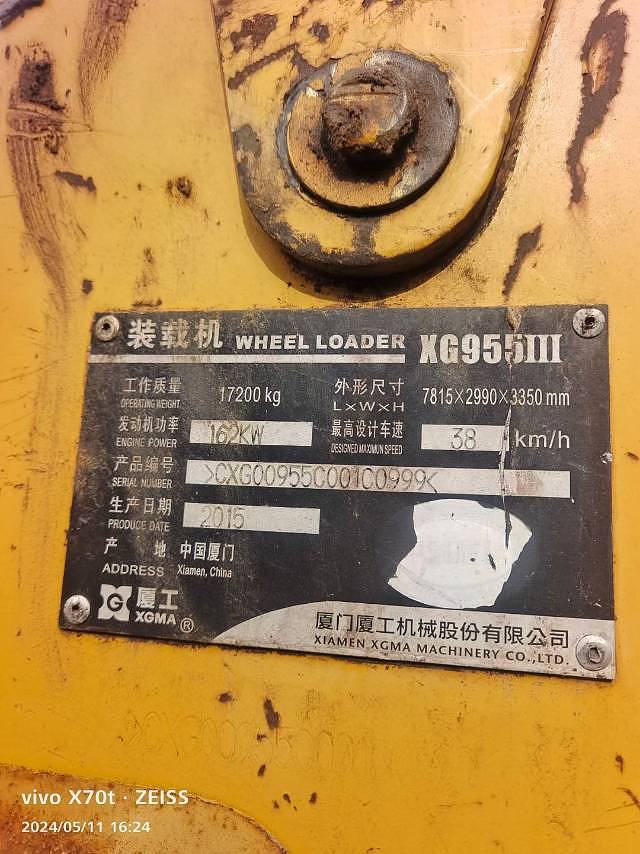 装载机 WHEEL LOADER XG955III
工作质量 17200 kg 外形尺寸 7815×2990×3350 mm
OPERATING WEIGHT L×W×H
发动机功率 162KW 最高设计车速 38 km/h
ENGINE POWER DESIGNED MAXIMUN SPEED
产品编号 >CXG00955C001C0999<
SERIAL NUMBER
生产日期 2015
PRODUCE DATE
产 地 中国厦门
ADDRESS Xiamen, China
XG 厦工
XGMA ®
厦门厦工机械股份有限公司
XIAMEN XGMA MACHINERY CO.,LTD.
vivo X70t · ZEISS
2024/05/11 16:24